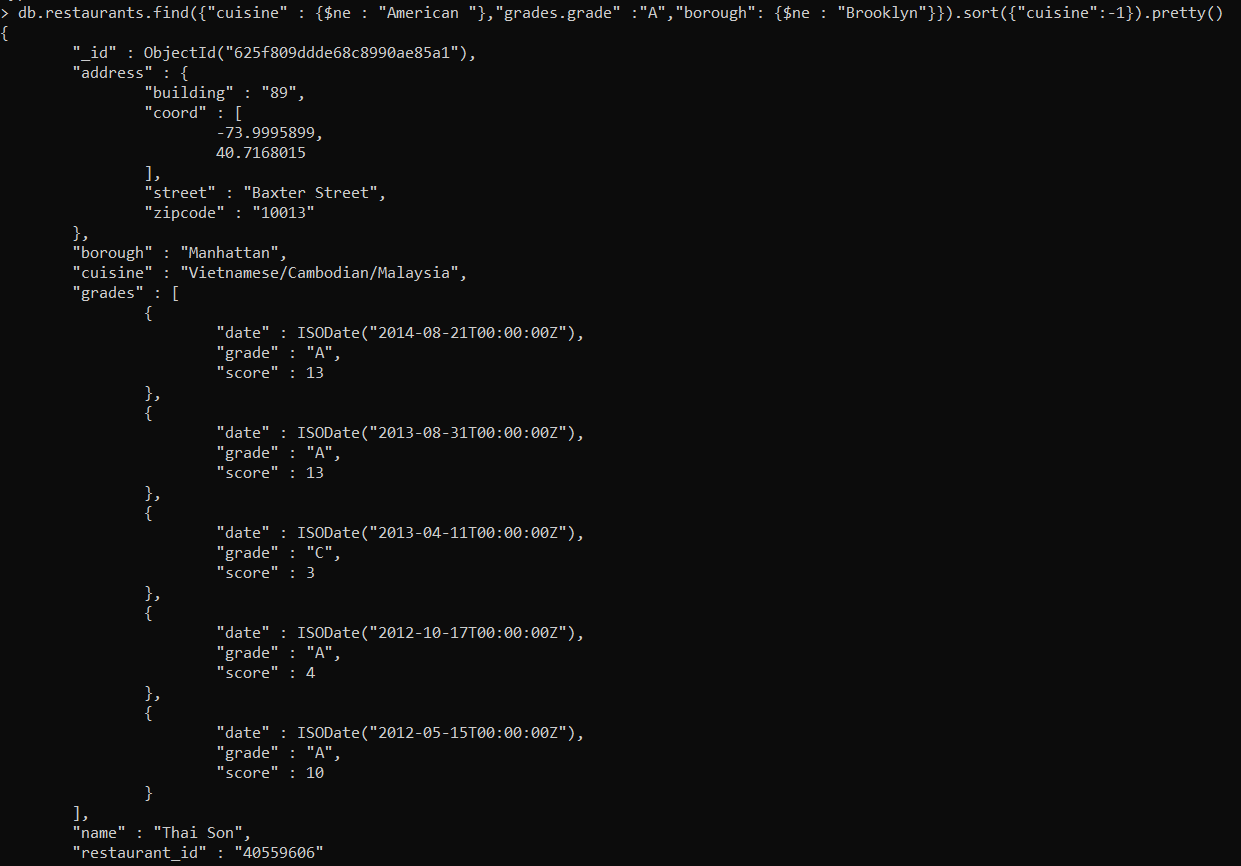 > db.restaurants.find({"cuisine" : {$ne : "American "},"grades.grade" :"A","borough": {$ne : "Brooklyn"}}).sort({"cuisine":-1}).pretty()
{
        "_id" : ObjectId("625f809ddde68c8990ae85a1"),
        "address" : {
                "building" : "89",
                "coord" : [
                        -73.9995899,
                        40.7168015
                ],
                "street" : "Baxter Street",
                "zipcode" : "10013"
        },
        "borough" : "Manhattan",
        "cuisine" : "Vietnamese/Cambodian/Malaysia",
        "grades" : [
                {
                        "date" : ISODate("2014-08-21T00:00:00Z"),
                        "grade" : "A",
                        "score" : 13
                },
                {
                        "date" : ISODate("2013-08-31T00:00:00Z"),
                        "grade" : "A",
                        "score" : 13
                },
                {
                        "date" : ISODate("2013-04-11T00:00:00Z"),
                        "grade" : "C",
                        "score" : 3
                },
                {
                        "date" : ISODate("2012-10-17T00:00:00Z"),
                        "grade" : "A",
                        "score" : 4
                },
                {
                        "date" : ISODate("2012-05-15T00:00:00Z"),
                        "grade" : "A",
                        "score" : 10
                }
        ],
        "name" : "Thai Son",
        "restaurant_id" : "40559606"